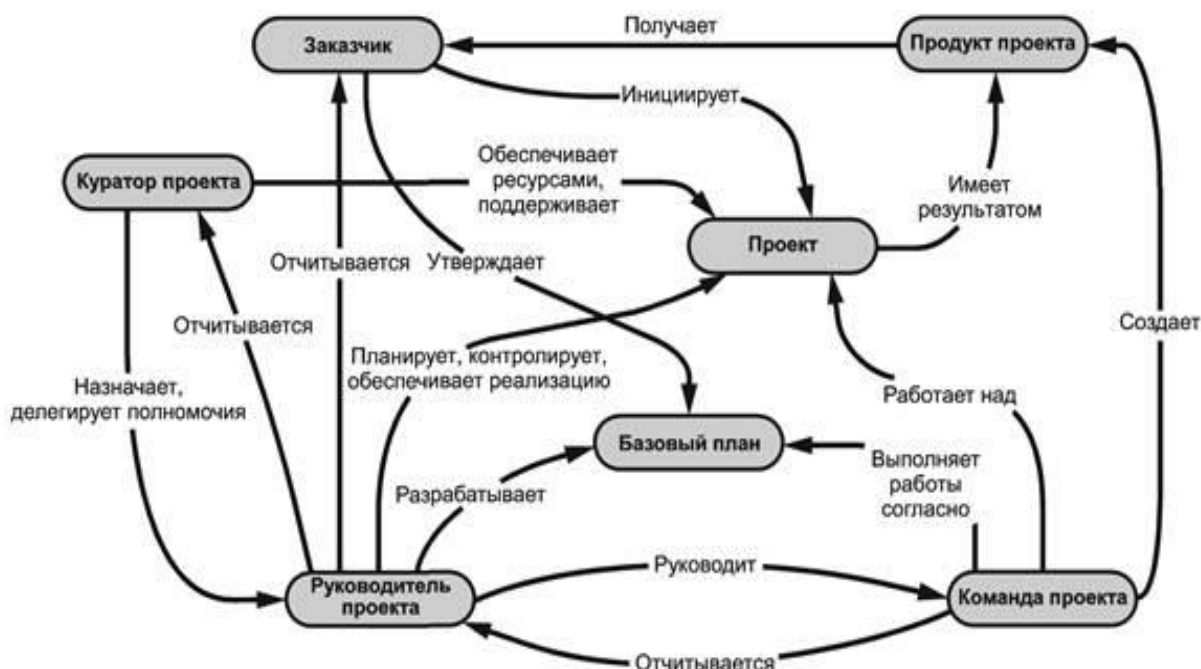 Получает
Заказчик
Продукт проекта
Инициирует
Обеспечивает
ресурсами,
поддерживает
Куратор проекта
Имеет
результатом
Проект
Отчитывается
Утверждает
Отчитывается
Создает
Планирует, контролирует,
обеспечивает реализацию
Назначает,
делегирует полномочия
Работает над
Базовый план
Выполняет
работы
согласно
Разрабатывает
Руководит
Руководитель
проекта
Команда проекта
Отчитывается